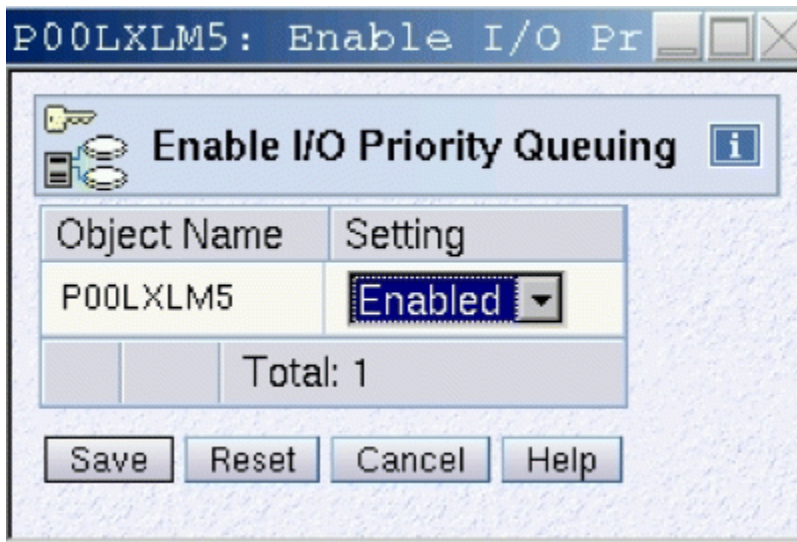 P00LXLM5: Enable I/O Pr
Enable I/O Priority Queuing i
Object Name Setting
P00LXLM5 Enabled
Total: 1
Save Reset Cancel Help